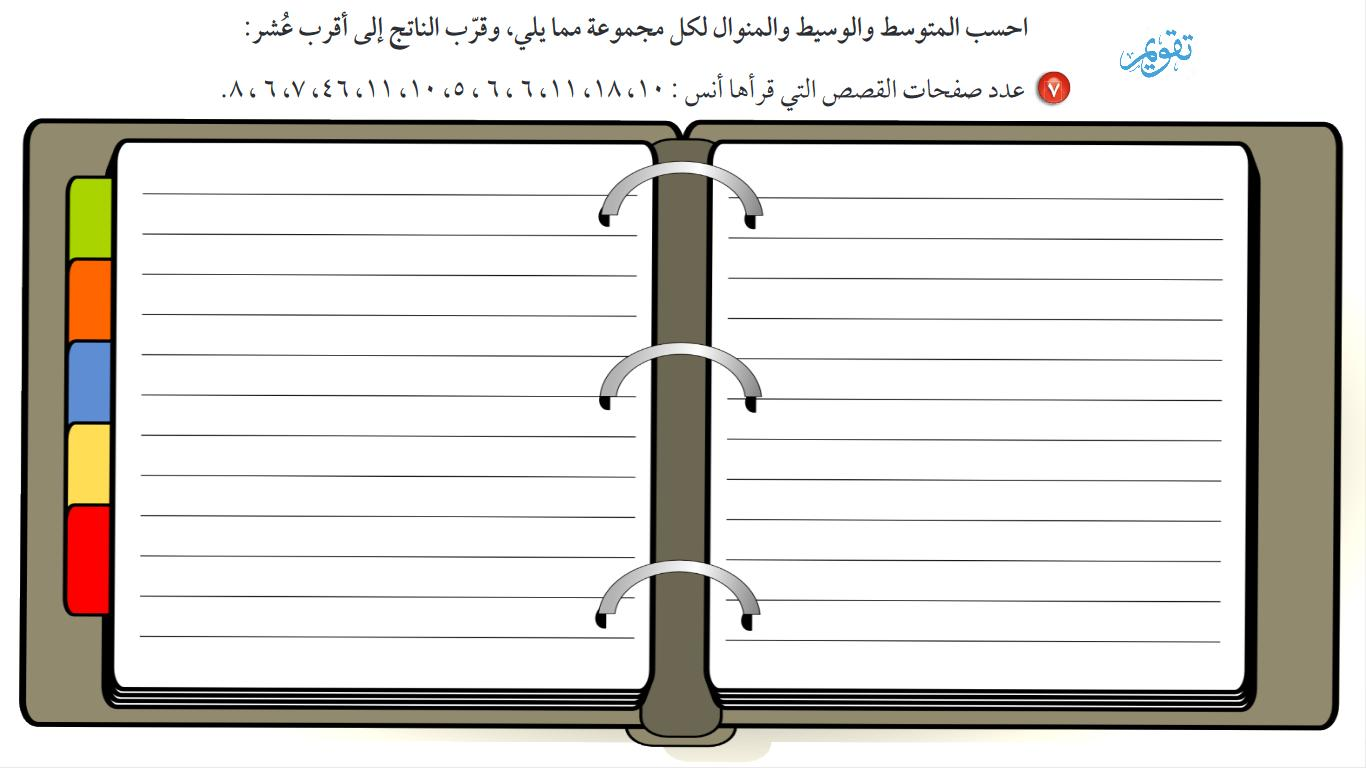 تقويم
احسب المتوسط والوسيط والمنوال لكل مجموعة مما يلي، وقرّب الناتج إلى أقرب عُشر:
٧ عدد صفحات القصص التي قرأها أنس : ١٠، ١٨، ١١، ٦، ٦، ٥، ١٠، ١١، ٤٦، ٧، ٦، ٨.